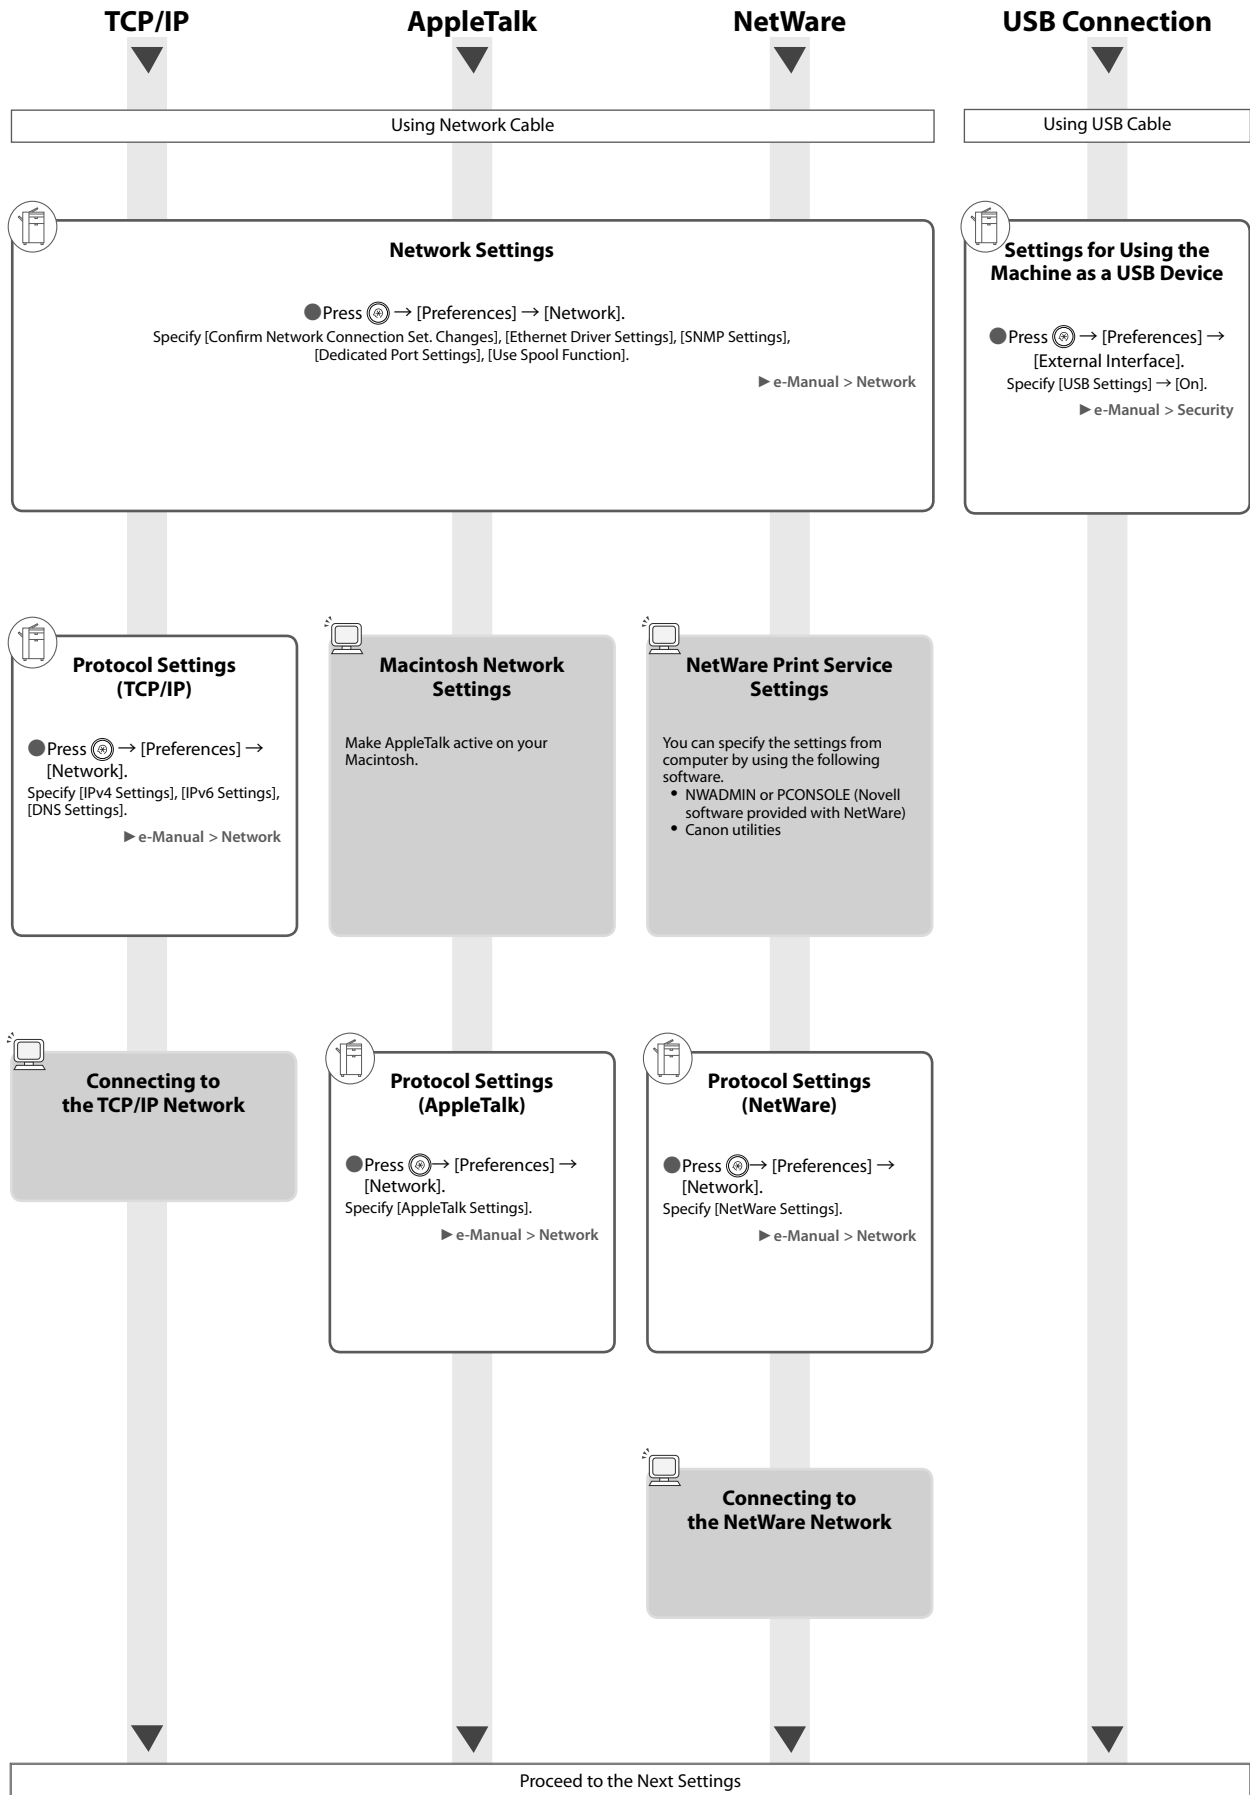 TCP/IP
AppleTalk
NetWare
USB Connection
Using Network Cable
Using USB Cable
Network Settings
●Press → [Preferences] → [Network].
Specify [Confirm Network Connection Set. Changes], [Ethernet Driver Settings], [SNMP Settings],
[Dedicated Port Settings], [Use Spool Function].
►e-Manual > Network
Settings for Using the
Machine as a USB Device
●Press → [Preferences] →
[External Interface].
Specify [USB Settings] → [On].
►e-Manual > Security
Protocol Settings
(TCP/IP)
●Press → [Preferences] →
[Network].
Specify [IPv4 Settings], [IPv6 Settings],
[DNS Settings].
►e-Manual > Network
Macintosh Network
Settings
Make AppleTalk active on your
Macintosh.
NetWare Print Service
Settings
You can specify the settings from
computer by using the following
software.
• NWADMIN or PCONSOLE (Novell
software provided with NetWare)
• Canon utilities
Connecting to
the TCP/IP Network
Protocol Settings
(AppleTalk)
●Press → [Preferences] →
[Network].
Specify [AppleTalk Settings].
►e-Manual > Network
Protocol Settings
(NetWare)
●Press → [Preferences] →
[Network].
Specify [NetWare Settings].
►e-Manual > Network
Connecting to
the NetWare Network
Proceed to the Next Settings